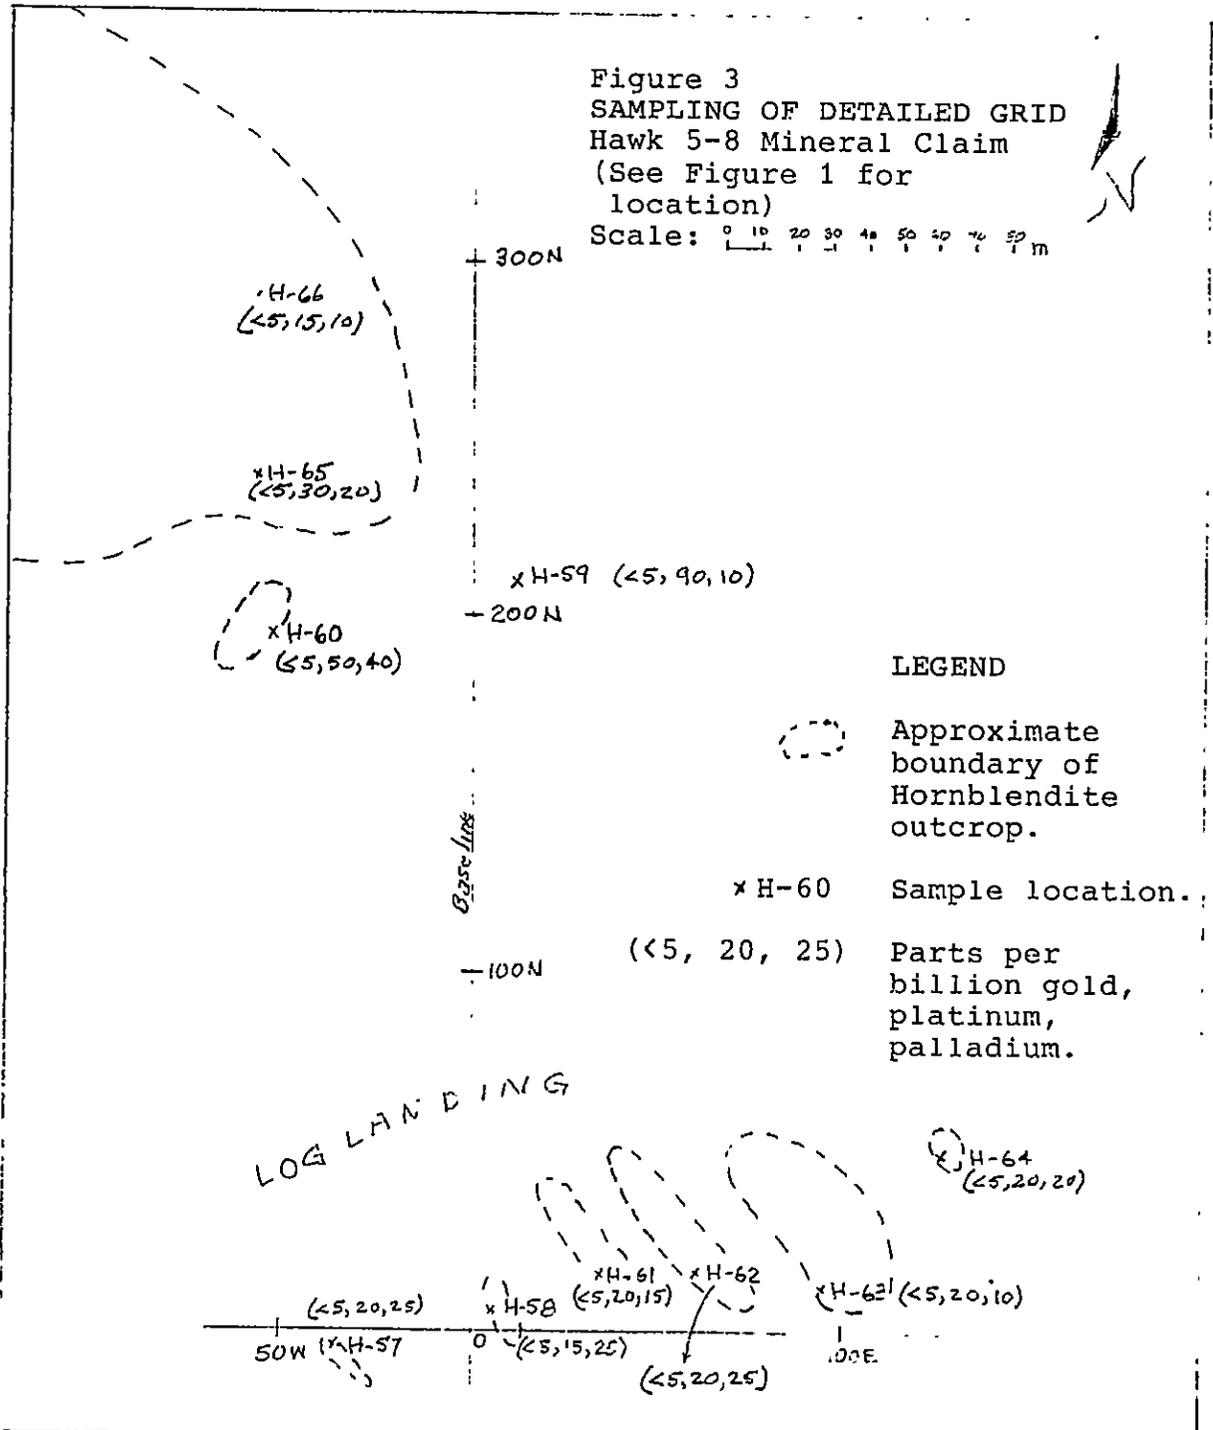 Figure 3
SAMPLING OF DETAILED GRID
Hawk 5-8 Mineral Claim
(See Figure 1 for
location)
Scale: 0 10 20 30 40 50 m
300N
H-66
(<5,15,10)
H-65
(<5,30,20)
H-59 (<5,90,10)
200N
H-60
(≤5,50,40)
LEGEND
Approximate
boundary of
Hornblendite
outcrop.
Baseline
x H-60 Sample location.
(<5, 20, 25) Parts per
billion gold,
platinum,
palladium.
100N
LOG LANDING
H-64
(<5,20,20)
H-61
(<5,20,15)
H-62
(<5,20,10)
(<5,20,25)
H-58
50W
H-57
0
(<5,15,25)
(<5,20,25)